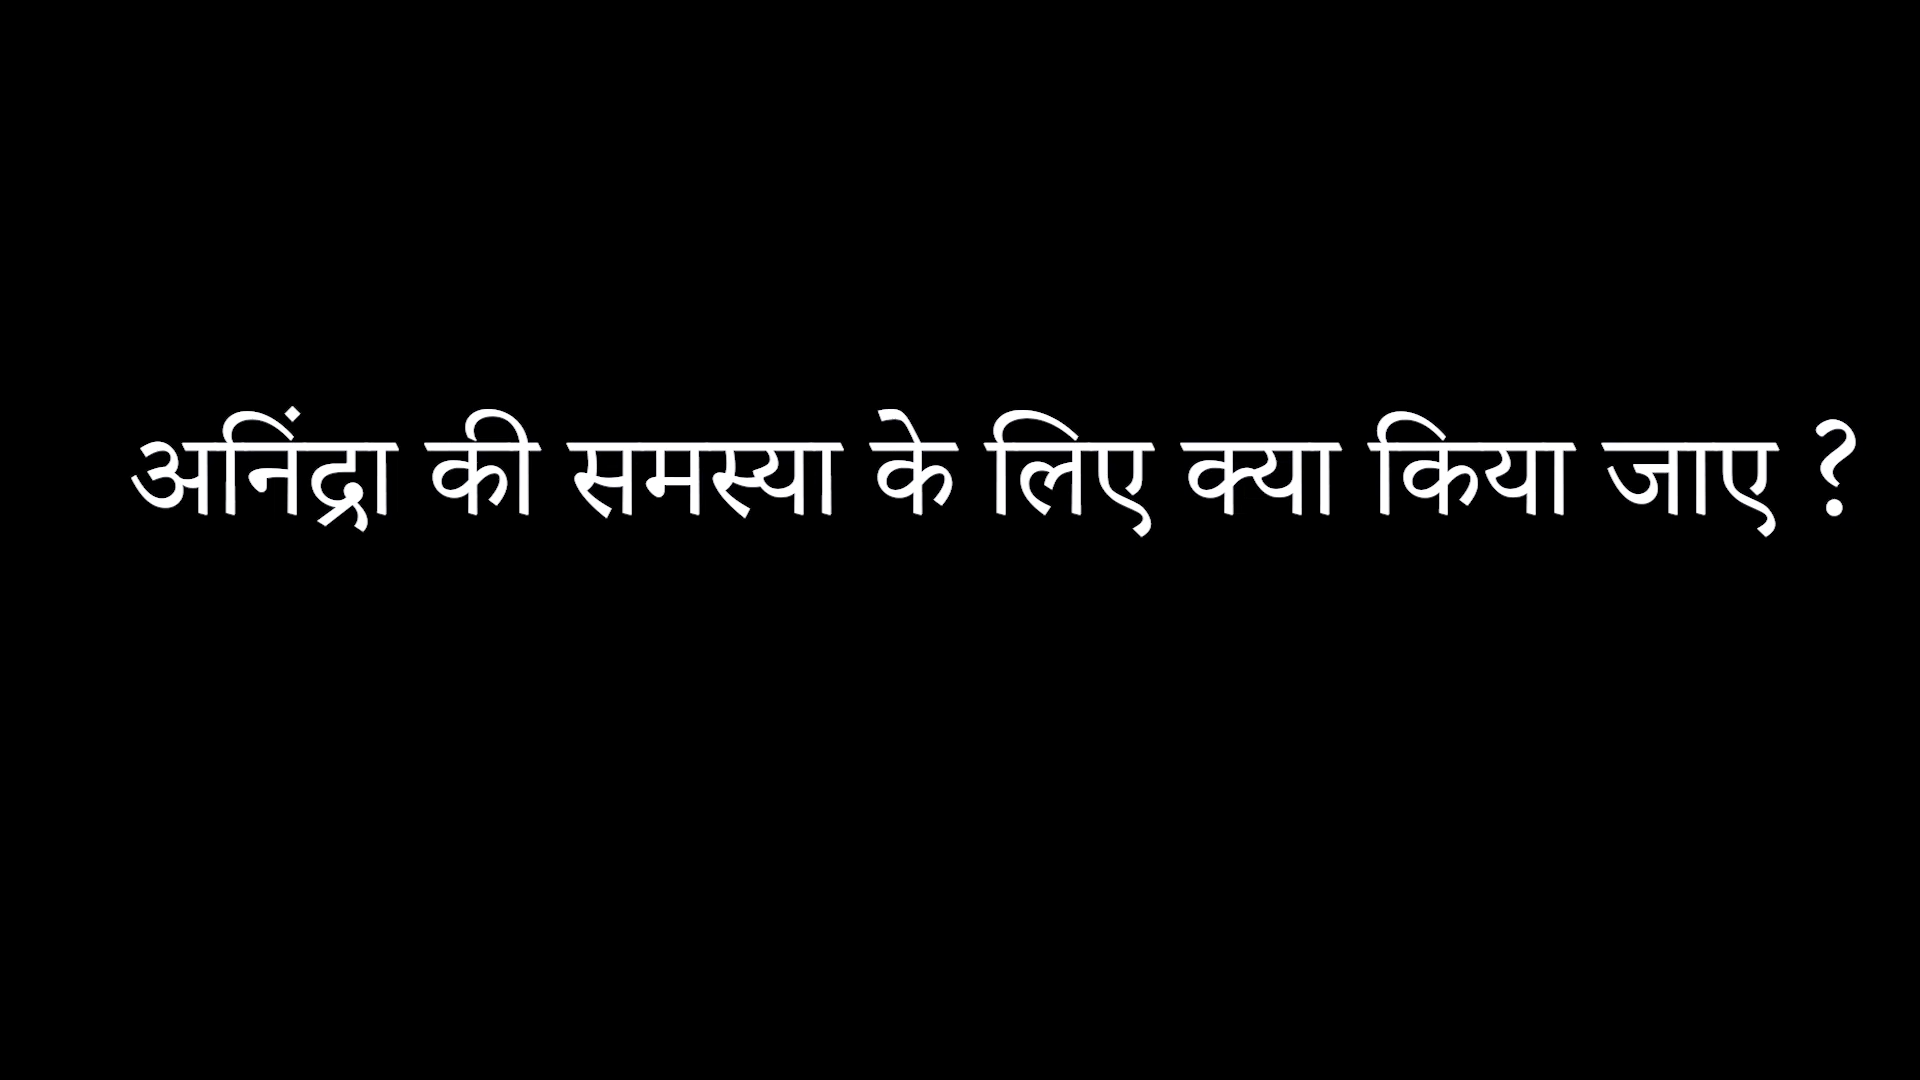 अनिंद्रा की समस्या के लिए क्या किया जाए ?